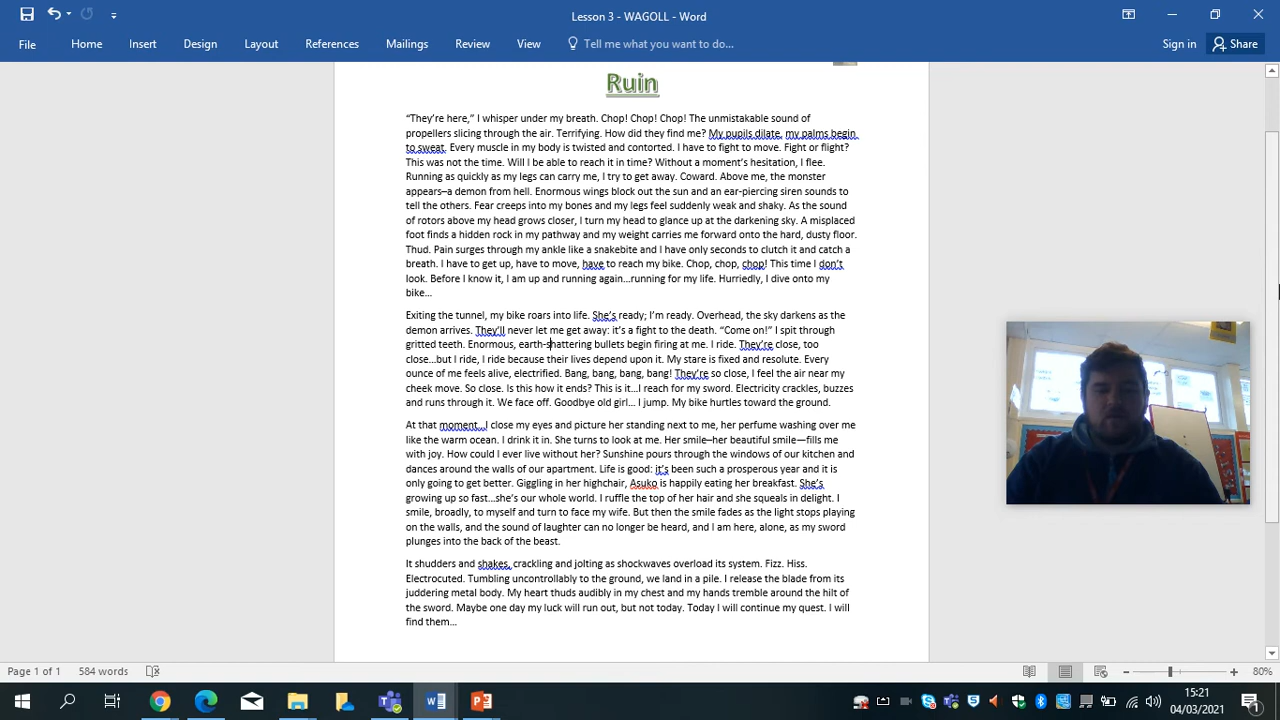 Lesson 3 - WAGOLL - Word
File Home Insert Design Layout References Mailings Review View Tell me what you want to do... Sign in Share
Ruin
“They’re here,” I whisper under my breath. Chop! Chop! Chop! The unmistakable sound of
propellers slicing through the air. Terrifying. How did they find me? My pupils dilate, my palms begin
to sweat. Every muscle in my body is twisted and contorted. I have to fight to move. Fight or flight?
This was not the time. Will I be able to reach it in time? Without a moment’s hesitation, I flee.
Running as quickly as my legs can carry me, I try to get away. Coward. Above me, the monster
appears–a demon from hell. Enormous wings block out the sun and an ear-piercing siren sounds to
tell the others. Fear creeps into my bones and my legs feel suddenly weak and shaky. As the sound
of rotors above my head grows closer, I turn my head to glance up at the darkening sky. A misplaced
foot finds a hidden rock in my pathway and my weight carries me forward onto the hard, dusty floor.
Thud. Pain surges through my ankle like a snakebite and I have only seconds to clutch it and catch a
breath. I have to get up, have to move, have to reach my bike. Chop, chop, chop! This time I don’t
look. Before I know it, I am up and running again…running for my life. Hurriedly, I dive onto my
bike…
Exiting the tunnel, my bike roars into life. She’s ready; I’m ready. Overhead, the sky darkens as the
demon arrives. They’ll never let me get away: it’s a fight to the death. “Come on!” I spit through
gritted teeth. Enormous, earth-shattering bullets begin firing at me. I ride. They’re close, too
close…but I ride, I ride because their lives depend upon it. My stare is fixed and resolute. Every
ounce of me feels alive, electrified. Bang, bang, bang, bang! They’re so close, I feel the air near my
cheek move. So close. Is this how it ends? This is it…I reach for my sword. Electricity crackles, buzzes
and runs through it. We face off. Goodbye old girl… I jump. My bike hurtles toward the ground.
At that moment…I close my eyes and picture her standing next to me, her perfume washing over me
like the warm ocean. I drink it in. She turns to look at me. Her smile–her beautiful smile—fills me
with joy. How could I ever live without her? Sunshine pours through the windows of our kitchen and
dances around the walls of our apartment. Life is good: it’s been such a prosperous year and it is
only going to get better. Giggling in her highchair, Asuko is happily eating her breakfast. She’s
growing up so fast…she’s our whole world. I ruffle the top of her hair and she squeals in delight. I
smile, broadly, to myself and turn to face my wife. But then the smile fades as the light stops playing
on the walls, and the sound of laughter can no longer be heard, and I am here, alone, as my sword
plunges into the back of the beast.
It shudders and shakes, crackling and jolting as shockwaves overload its system. Fizz. Hiss.
Electrocuted. Tumbling uncontrollably to the ground, we land in a pile. I release the blade from its
juddering metal body. My heart thuds audibly in my chest and my hands tremble around the hilt of
the sword. Maybe one day my luck will run out, but not today. Today I will continue my quest. I will
find them…
Page 1 of 1 584 words 80%
15:21
04/03/2021